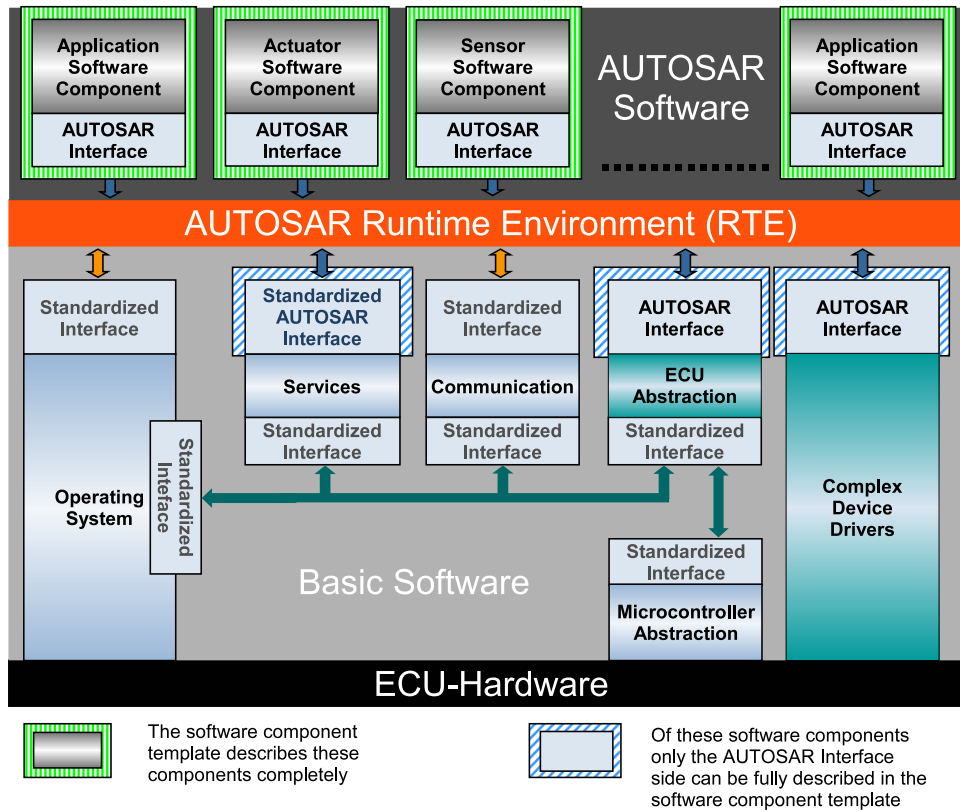 Application
Software
Component
AUTOSAR
Interface
Actuator
Software
Component
AUTOSAR
Interface
Sensor
Software
Component
AUTOSAR
Interface
AUTOSAR
Software
Application
Software
Component
AUTOSAR
Interface
AUTOSAR Runtime Environment (RTE)
Standardized
Interface
Standardized
AUTOSAR
Interface
Standardized
Interface
AUTOSAR
Interface
AUTOSAR
Interface
Services
Communication
ECU
Abstraction
Standardized
Interface
Standardized
Interface
Standardized
Interface
Operating
System
Standardized
Inteface
Complex
Device
Drivers
Standardized
Interface
Basic Software
Microcontroller
Abstraction
ECU-Hardware
The software component
template describes these
components completely
Of these software components
only the AUTOSAR Interface
side can be fully described in the
software component template